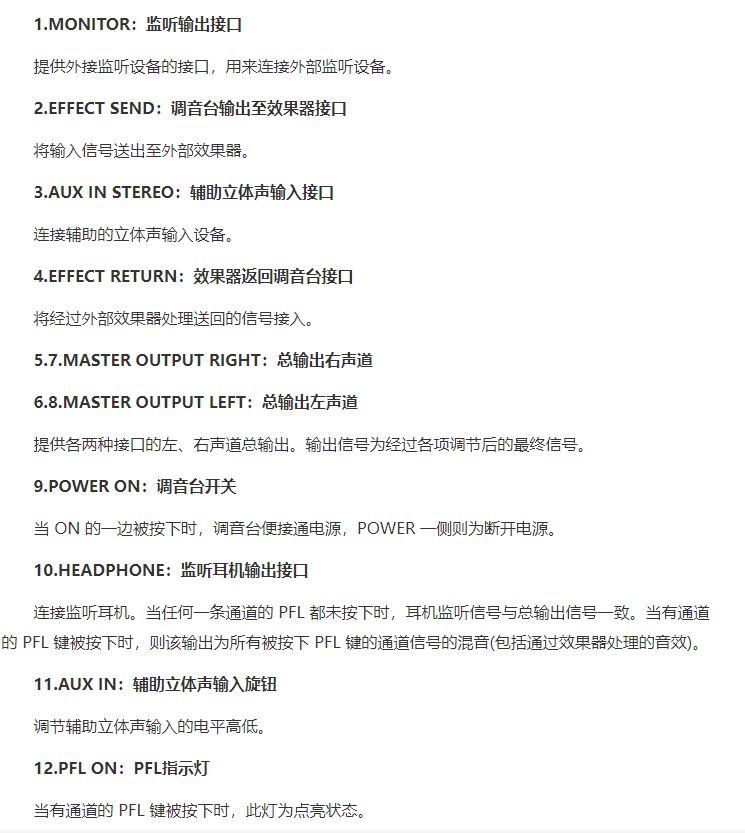 1.MONITOR：监听输出接口
提供外接监听设备的接口，用来连接外部监听设备。
2.EFFECT SEND：调音台输出至效果器接口
将输入信号送出至外部效果器。
3.AUX IN STEREO：辅助立体声输入接口
连接辅助的立体声输入设备。
4.EFFECT RETURN：效果器返回调音台接口
将经过外部效果器处理送回的信号接入。
5.7.MASTER OUTPUT RIGHT：总输出右声道
6.8.MASTER OUTPUT LEFT：总输出左声道
提供各两种接口的左、右声道总输出。输出信号为经过各项调节后的最终信号。
9.POWER ON：调音台开关
当 ON 的一边被按下时，调音台便接通电源，POWER 一侧则为断开电源。
10.HEADPHONE：监听耳机输出接口
连接监听耳机。当任何一条通道的 PFL 都未按下时，耳机监听信号与总输出信号一致。当有通道
的 PFL 键被按下时，则该输出为所有被按下 PFL 键的通道信号的混音(包括通过效果器处理的音效)。
11.AUX IN：辅助立体声输入旋钮
调节辅助立体声输入的电平高低。
12.PFL ON：PFL指示灯
当有通道的 PFL 键被按下时，此灯为点亮状态。